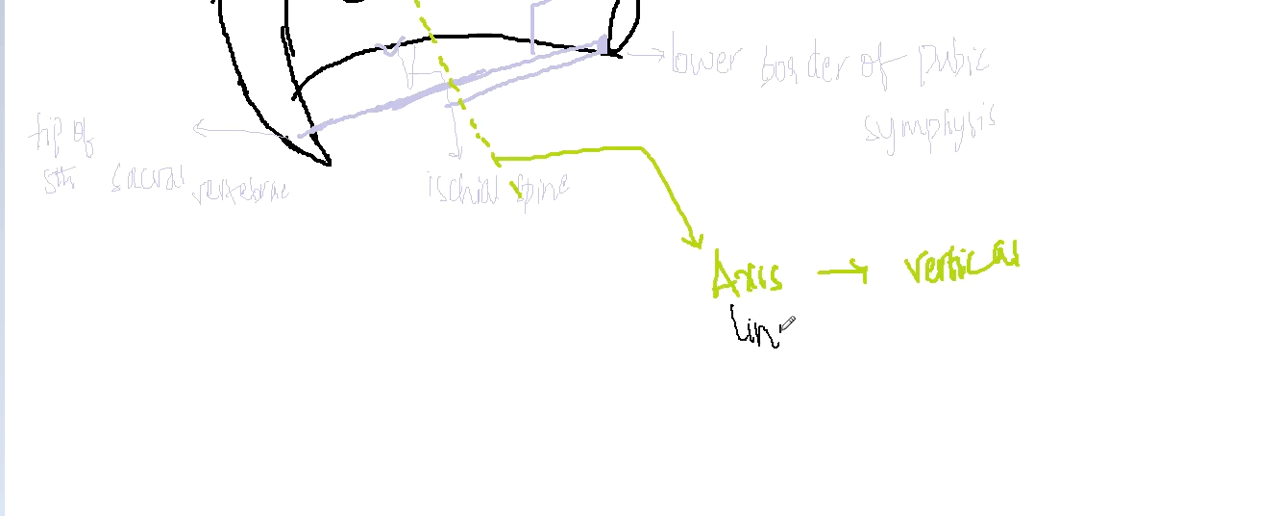 lower border of pubic
symphysis
tip of
5th sacral vertebrae
ischial spine
Axis → vertical
Lin